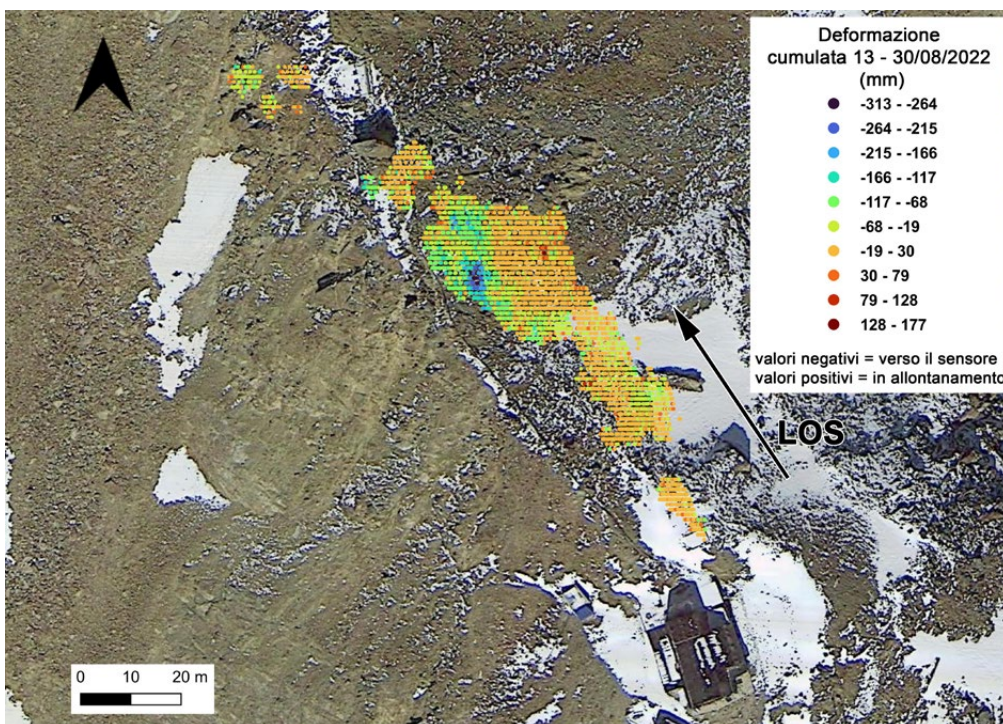 Deformazione
cumulata 13 - 30/08/2022
(mm)
-313 - -264
-264 - -215
-215 - -166
-166 - -117
-117 - -68
-68 - -19
-19 - 30
30 - 79
79 - 128
128 - 177
valori negativi = verso il sensore
valori positivi = in allontanamento
LOS
0 10 20 m